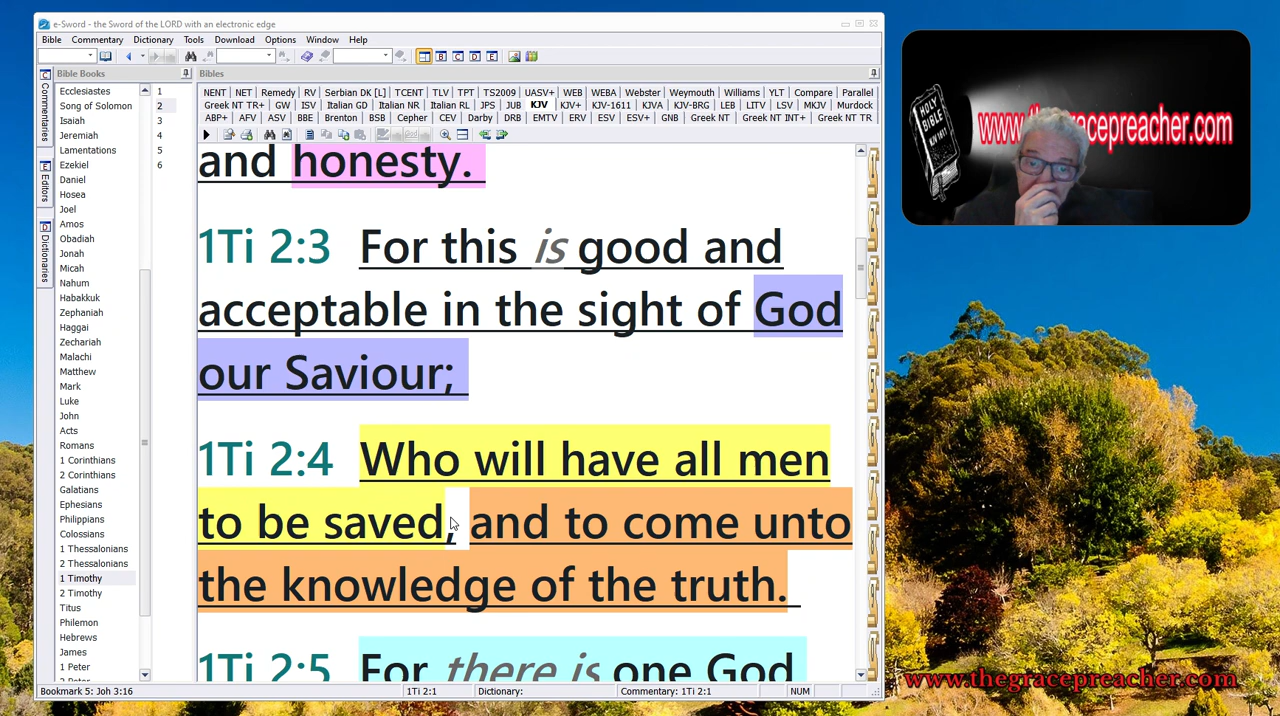 e-Sword - the Sword of the LORD with an electronic edge
Bible Commentary Dictionary Tools Download Options Window Help
B C D E
Bible Books
Bibles
Commentaries
Editors
Dictionaries
Ecclesiastes 1
Song of Solomon 2
Isaiah 3
Jeremiah 4
Lamentations 5
Ezekiel 6
Daniel
Hosea
Joel
Amos
Obadiah
Jonah
Micah
Nahum
Habakkuk
Zephaniah
Haggai
Zechariah
Malachi
Matthew
Mark
Luke
John
Acts
Romans
1 Corinthians
2 Corinthians
Galatians
Ephesians
Philippians
Colossians
1 Thessalonians
2 Thessalonians
1 Timothy
2 Timothy
Titus
Philemon
Hebrews
James
1 Peter
NENT NET Remedy RV Serbian DK [L] TCENT TLV TPT TS2009 UASV+ WEB WEBA Webster Weymouth Williams YLT Compare Parallel
Greek NT TR+ GW ISV Italian GD Italian NR Italian RL JPS JUB KJV KJV+ KJV-1611 KJVA KJV-BRG LEB LITV LSV MKJV Murdock
ABP+ AFV ASV BBE Brenton BSB Cepher CEV Darby DRB EMTV ERV ESV ESV+ GNB Greek NT Greek NT INT+ Greek NT TR
and honesty.
1Ti 2:3 For this is good and
acceptable in the sight of God
our Saviour;
1Ti 2:4 Who will have all men
to be saved, and to come unto
the knowledge of the truth.
1Ti 2:5 For there is one God
Bookmark 5: Joh 3:16 1Ti 2:1 Dictionary: Commentary: 1Ti 2:1 NUM
HOLY
BIBLE
KJV
www.thegracepreacher.com
www.thegracepreacher.com